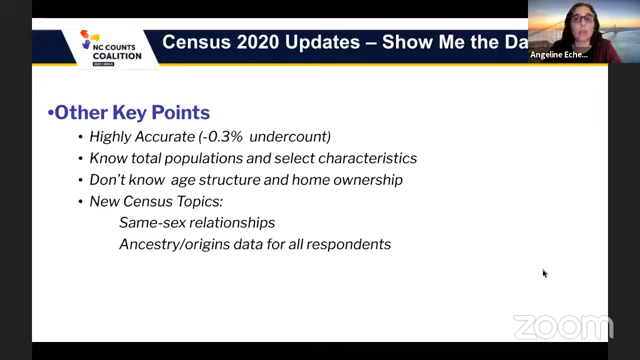 NC COUNTS
COALITION
Census 2020 Updates – Show Me the Da
Angeline Eche...
•Other Key Points
• Highly Accurate (-0.3% undercount)
• Know total populations and select characteristics
• Don't know age structure and home ownership
• New Census Topics:
Same-sex relationships
Ancestry/origins data for all respondents
zoom